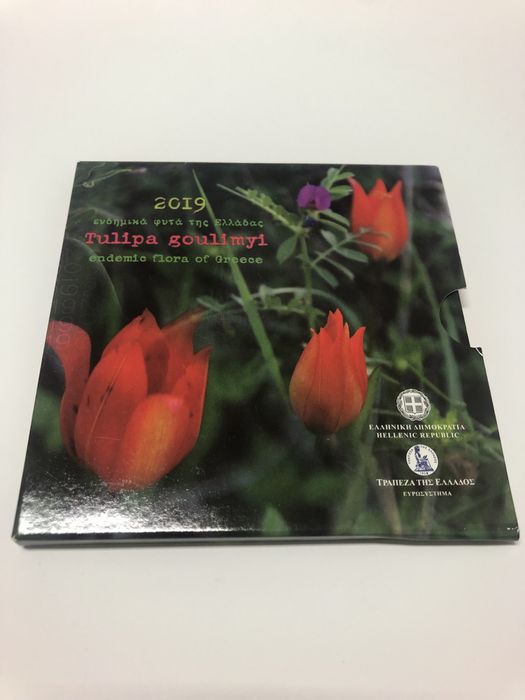 2019
ενδημικά φυτά της Ελλάδας
Tulipa goulimyi
endemic flora of Greece
ΕΛΛΗΝΙΚΗ ΔΗΜΟΚΡΑΤΙΑ
HELLENIC REPUBLIC
ΤΡΑΠΕΖΑ ΤΗΣ ΕΛΛΑΔΟΣ
ΕΥΡΩΣΥΣΤΗΜΑ